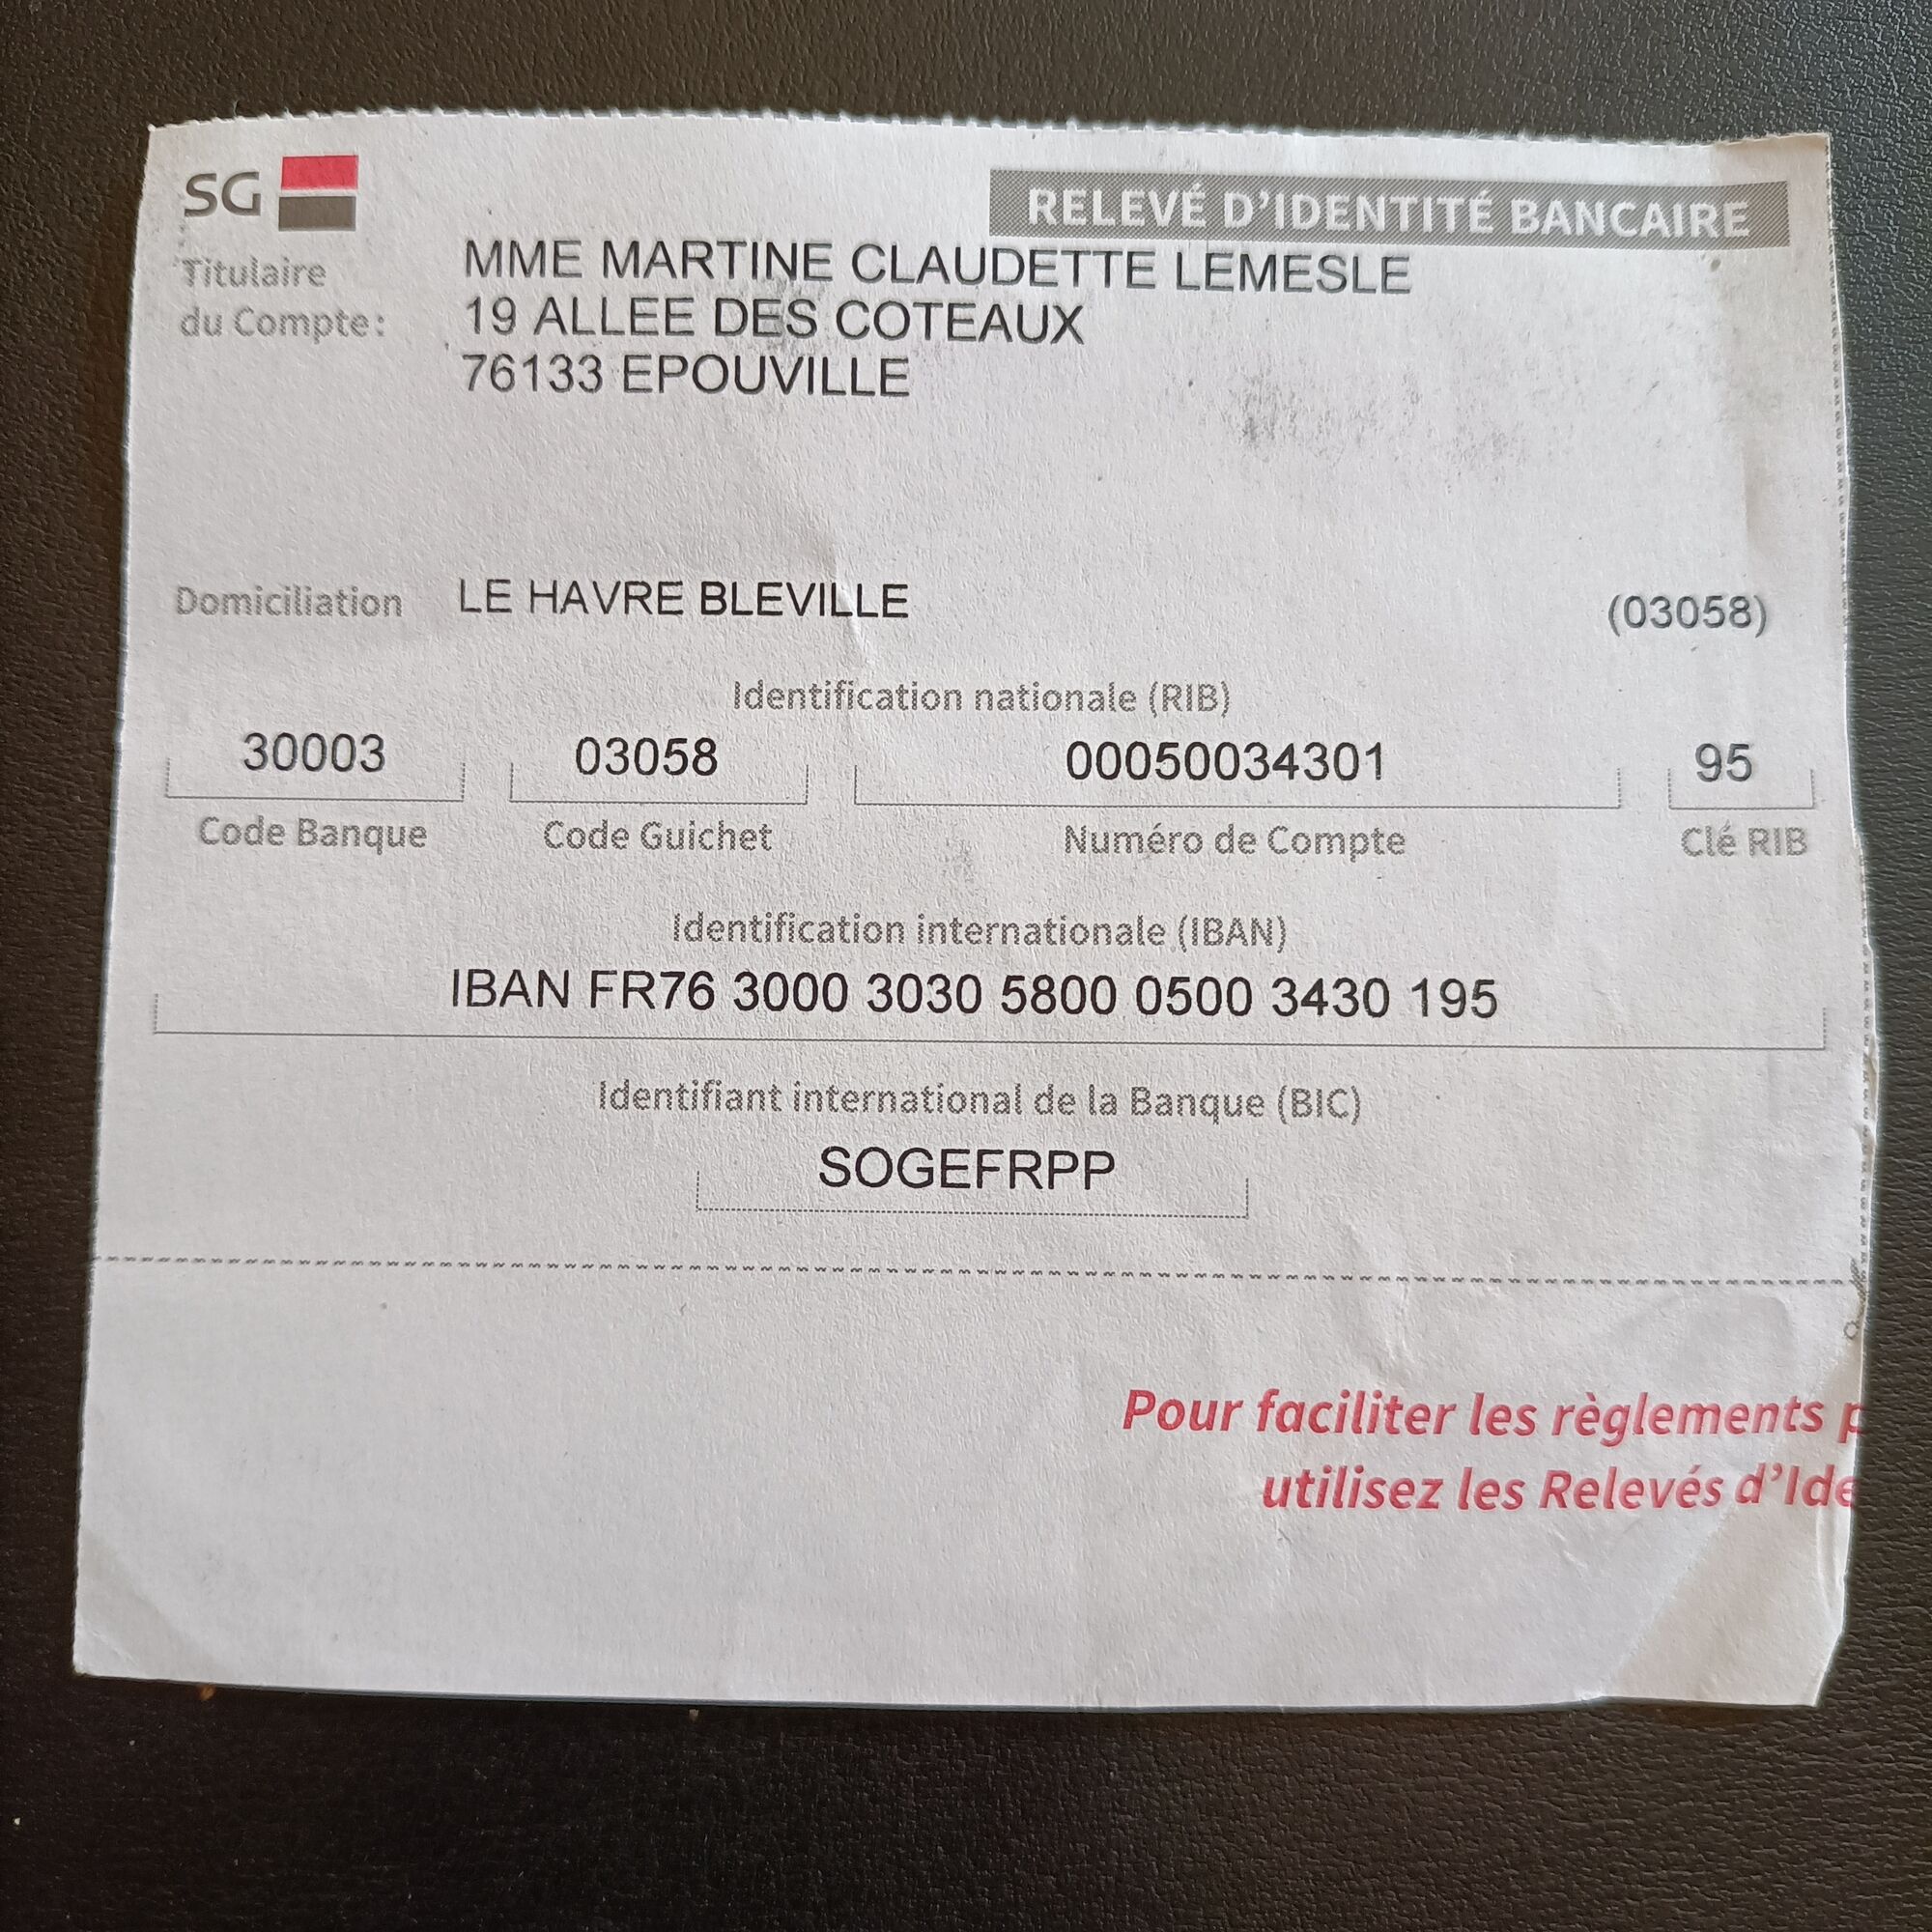 SG
RELEVÉ D'IDENTITÉ BANCAIRE
Titulaire
du Compte :
MME MARTINE CLAUDETTE LEMESLE
19 ALLEE DES COTEAUX
76133 EPOUVILLE
Domiciliation LE HAVRE BLEVILLE (03058)
Identification nationale (RIB)
30003 03058 00050034301 95
Code Banque Code Guichet Numéro de Compte Clé RIB
Identification internationale (IBAN)
IBAN FR76 3000 3030 5800 0500 3430 195
Identifiant international de la Banque (BIC)
SOGEFRPP
Pour faciliter les règlements p
utilisez les Relevés d'Ide